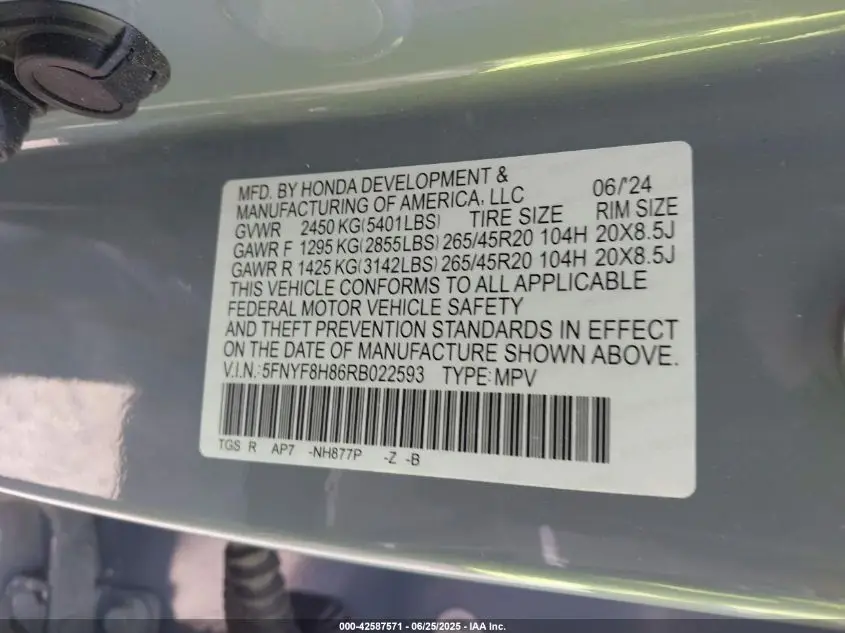 MFD. BY HONDA DEVELOPMENT & 06/'24
MANUFACTURING OF AMERICA, LLC
GVWR 2450 KG(5401LBS) TIRE SIZE RIM SIZE
GAWR F 1295 KG(2855LBS) 265/45R20 104H 20X8.5J
GAWR R 1425 KG(3142LBS) 265/45R20 104H 20X8.5J
THIS VEHICLE CONFORMS TO ALL APPLICABLE
FEDERAL MOTOR VEHICLE SAFETY
AND THEFT PREVENTION STANDARDS IN EFFECT
ON THE DATE OF MANUFACTURE SHOWN ABOVE.
V.I.N.:5FNYF8H86RB022593 TYPE:MPV
TGS R AP7 -NH877P -Z -B
000-42587571 - 06/25/2025 - IAA Inc.